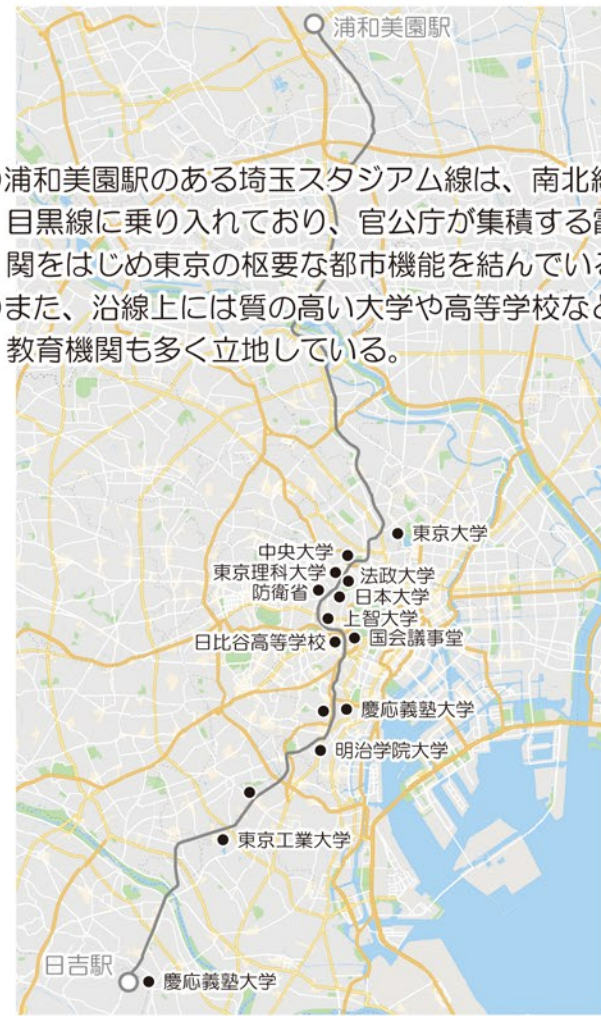 浦和美園駅
浦和美園駅のある埼玉スタジアム線は、南北線
目黒線に乗り入れており、官公庁が集積する霞
関をはじめ東京の枢要な都市機能を結んでいる
また、沿線上には質の高い大学や高等学校など
教育機関も多く立地している。
東京大学
中央大学
東京理科大学
法政大学
防衛省
日本大学
上智大学
日比谷高等学校
国会議事堂
慶応義塾大学
明治学院大学
東京工業大学
日吉駅
慶応義塾大学